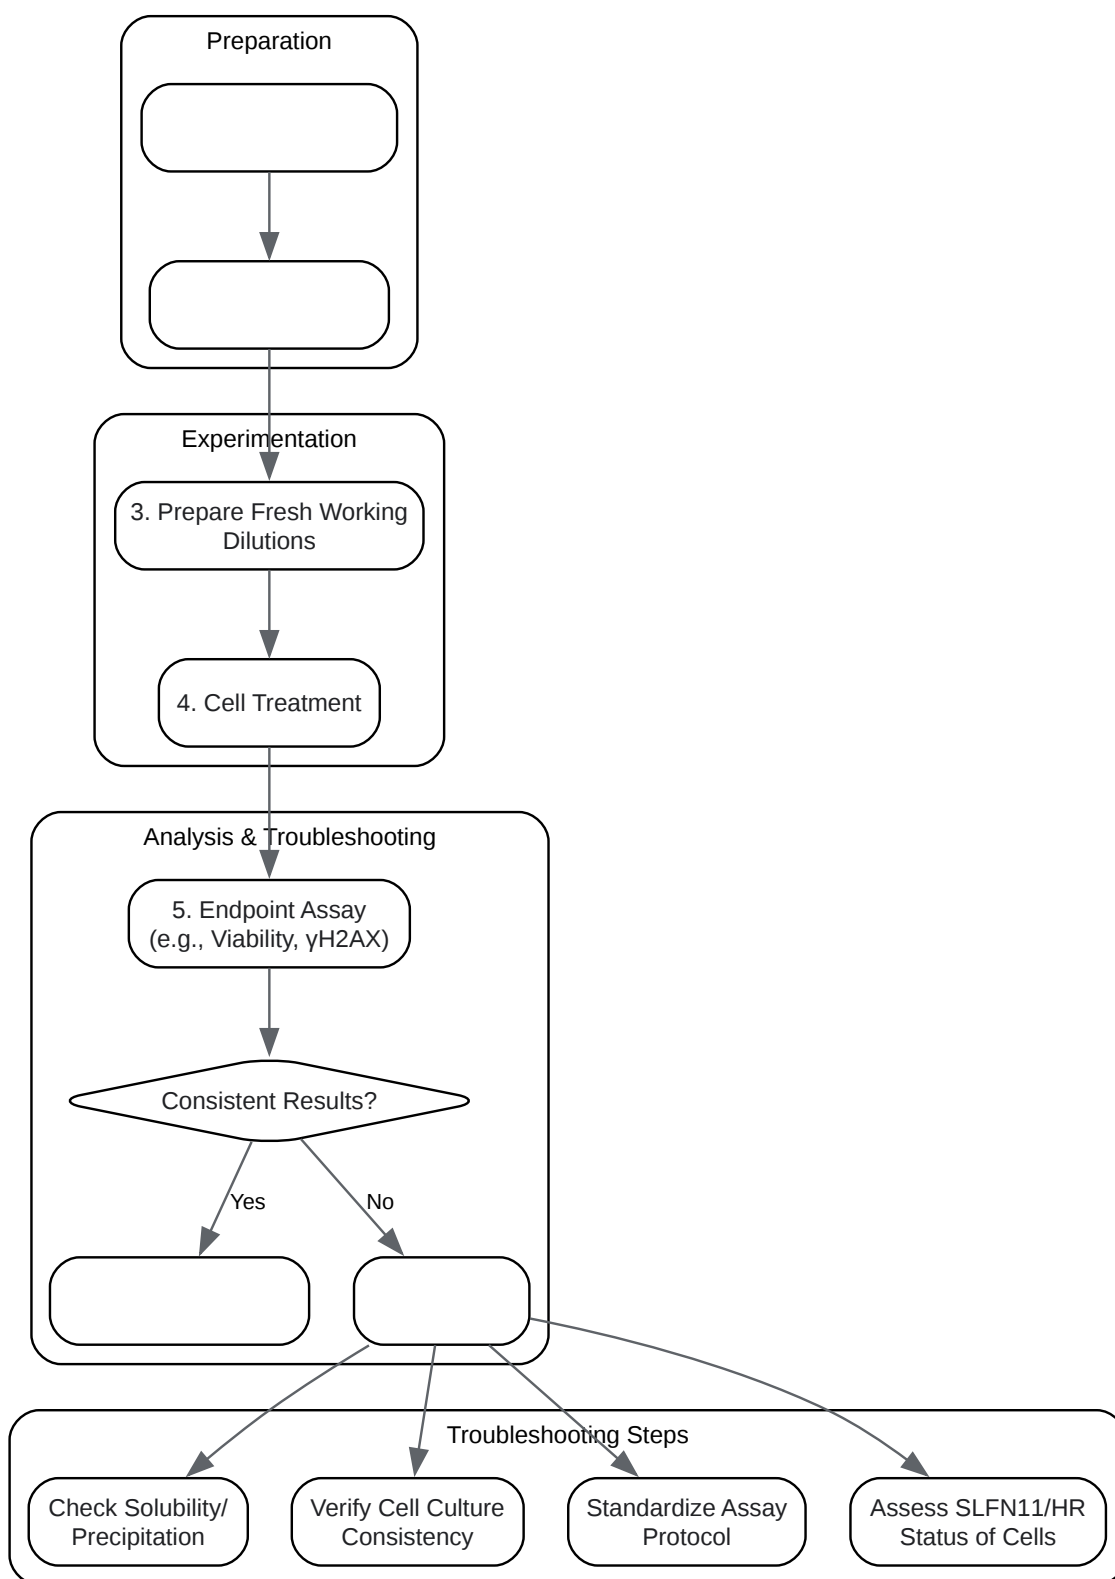 Preparation
Experimentation
3. Prepare Fresh Working
Dilutions
4. Cell Treatment
Analysis & Troubleshooting
5. Endpoint Assay
(e.g., Viability, γH2AX)
Consistent Results?
Yes
No
Troubleshooting Steps
Check Solubility/
Precipitation
Verify Cell Culture
Consistency
Standardize Assay
Protocol
Assess SLFN11/HR
Status of Cells